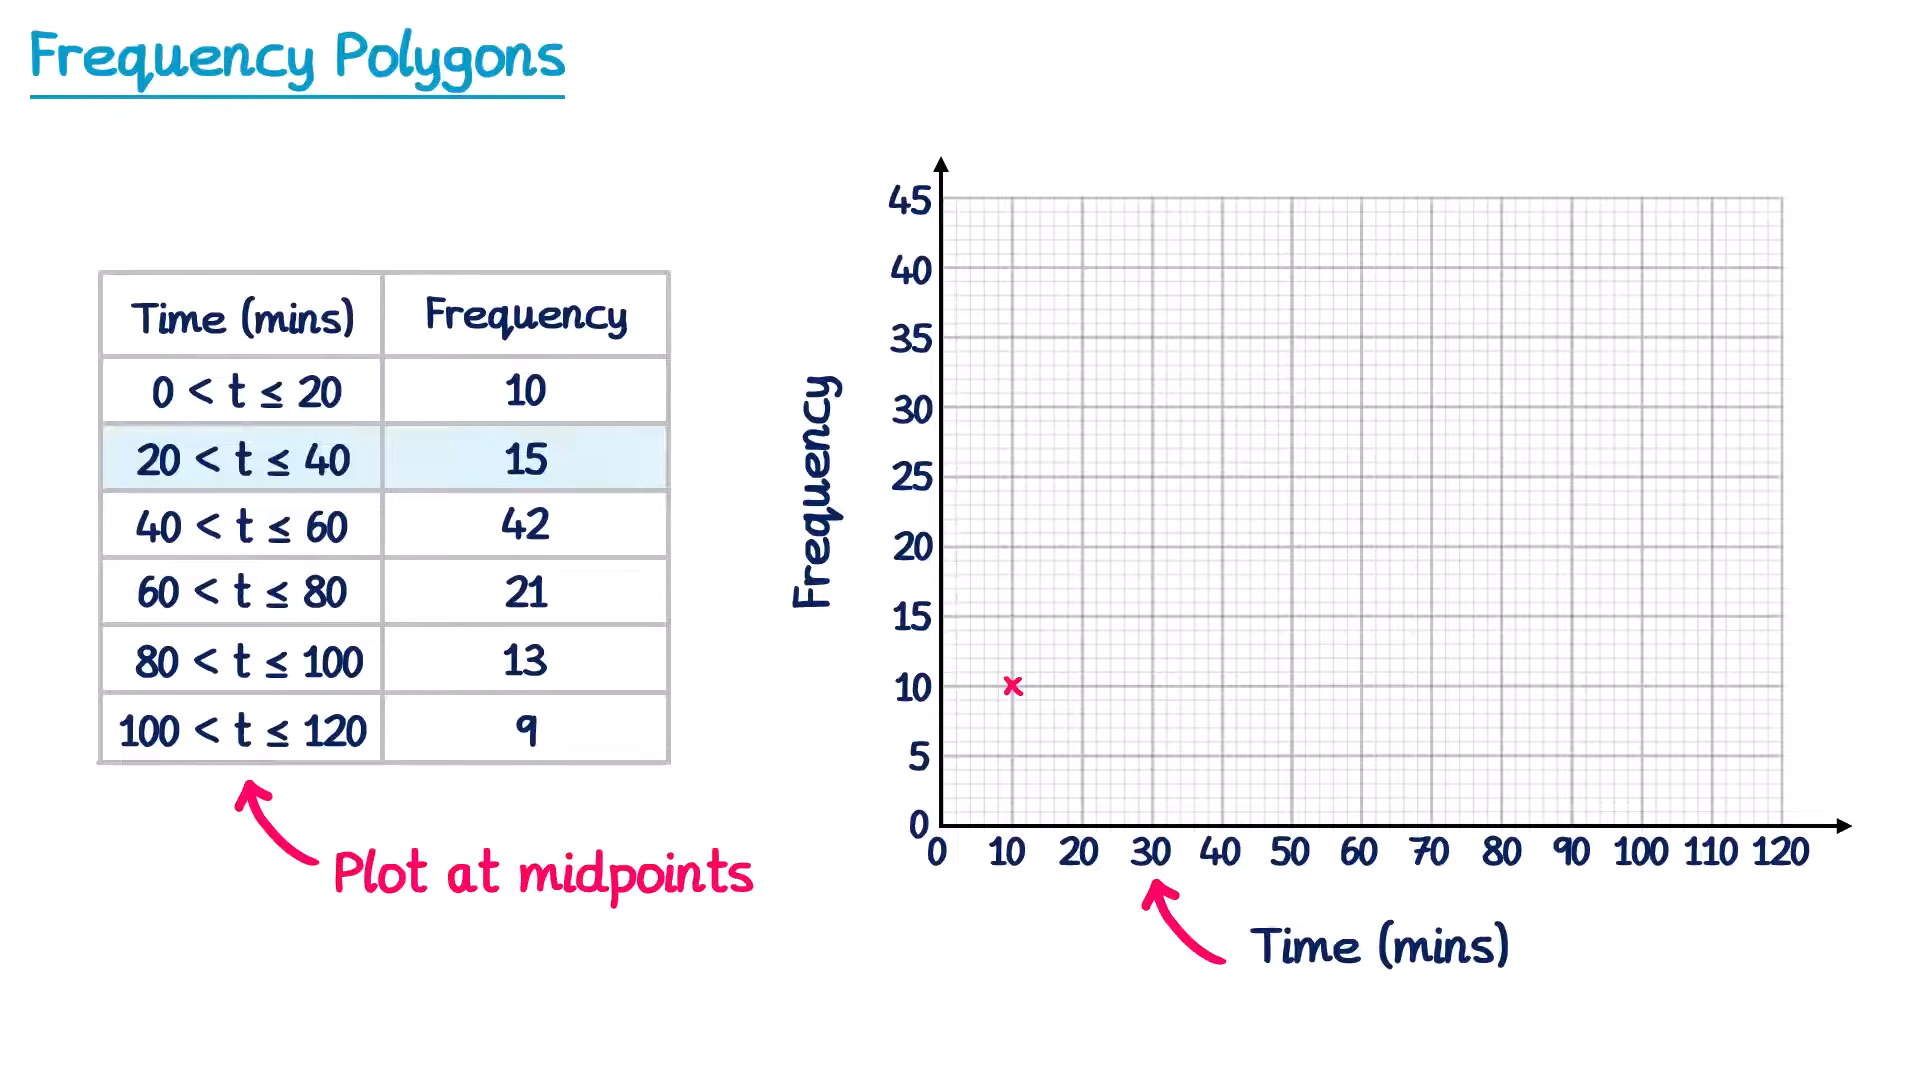 Frequency Polygons
Time (mins) Frequency
0 < t ≤ 20 10
20 < t ≤ 40 15
40 < t ≤ 60 42
60 < t ≤ 80 21
80 < t ≤ 100 13
100 < t ≤ 120 9
Plot at midpoints
Frequency
45
40
35
30
25
20
15
10
5
0
0 10 20 30 40 50 60 70 80 90 100 110 120
Time (mins)